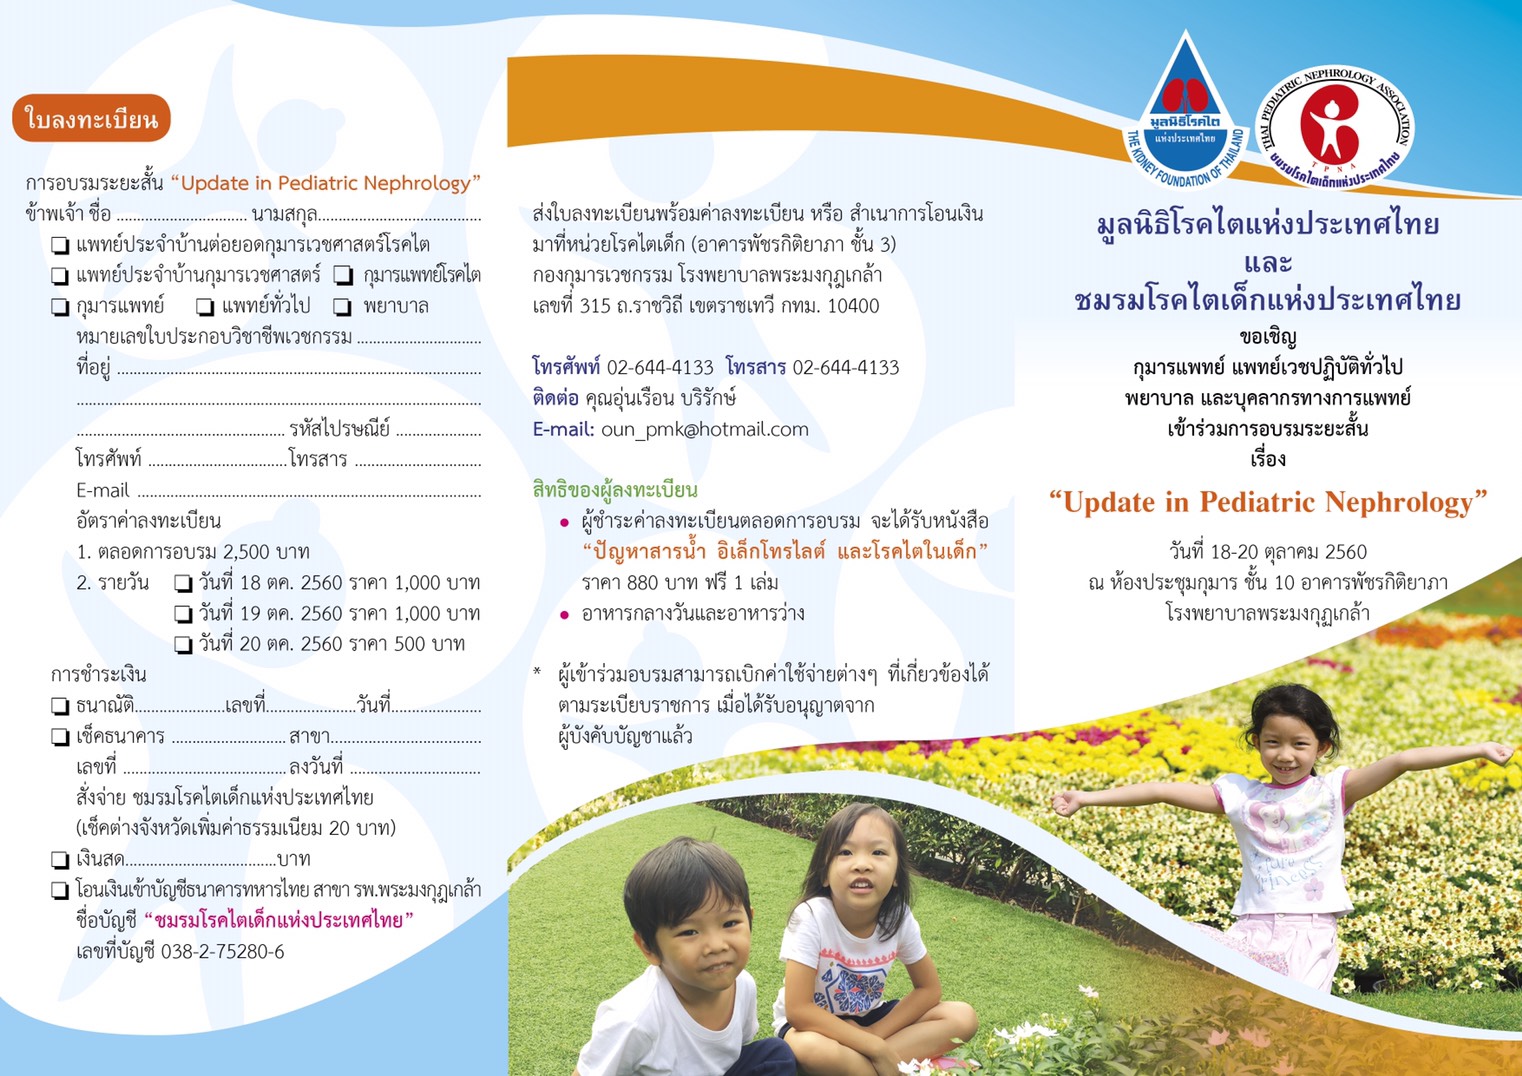 ใบลงทะเบียน
การอบรมระยะสั้น “Update in Pediatric Nephrology”
ข้าพเจ้า ชื่อ ................................ นามสกุล........................................
❏ แพทย์ประจำบ้านต่อยอดกุมารเวชศาสตร์โรคไต
❏ แพทย์ประจำบ้านกุมารเวชศาสตร์ ❏ กุมารแพทย์โรคไต
❏ กุมารแพทย์ ❏ แพทย์ทั่วไป ❏ พยาบาล
หมายเลขใบประกอบวิชาชีพเวชกรรม ..............................
ที่อยู่ ........................................................................................
..................................................................................................
.................................................. รหัสไปรษณีย์ .....................
โทรศัพท์ .................................. โทรสาร ...............................
E-mail ....................................................................................
อัตราค่าลงทะเบียน
1. ตลอดการอบรม 2,500 บาท
2. รายวัน ❏ วันที่ 18 ตค. 2560 ราคา 1,000 บาท
❏ วันที่ 19 ตค. 2560 ราคา 1,000 บาท
❏ วันที่ 20 ตค. 2560 ราคา 500 บาท
การชำระเงิน
❏ ธนาณัติ......................เลขที่......................วันที่......................
❏ เช็คธนาคาร ............................ สาขา.....................................
เลขที่ ........................................ ลงวันที่ ................................
สั่งจ่าย ชมรมโรคไตเด็กแห่งประเทศไทย
(เช็คต่างจังหวัดเพิ่มค่าธรรมเนียม 20 บาท)
❏ เงินสด.....................................บาท
❏ โอนเงินเข้าบัญชีธนาคารทหารไทย สาขา รพ.พระมงกุฎเกล้า
ชื่อบัญชี “ชมรมโรคไตเด็กแห่งประเทศไทย”
เลขที่บัญชี 038-2-75280-6
ส่งใบลงทะเบียนพร้อมค่าลงทะเบียน หรือ สำเนาการโอนเงิน
มาที่หน่วยโรคไตเด็ก (อาคารพัชรกิติยาภา ชั้น 3)
กองกุมารเวชกรรม โรงพยาบาลพระมงกุฎเกล้า
เลขที่ 315 ถ.ราชวิถี เขตราชเทวี กทม. 10400
โทรศัพท์ 02-644-4133 โทรสาร 02-644-4133
ติดต่อ คุณอุ่นเรือน บริรักษ์
E-mail: oun_pmk@hotmail.com
สิทธิของผู้ลงทะเบียน
● ผู้ชำระค่าลงทะเบียนตลอดการอบรม จะได้รับหนังสือ
“ปัญหาสารน้ำ อิเล็กโทรไลต์ และโรคไตในเด็ก”
ราคา 880 บาท ฟรี 1 เล่ม
● อาหารกลางวันและอาหารว่าง
* ผู้เข้าร่วมอบรมสามารถเบิกค่าใช้จ่ายต่างๆ ที่เกี่ยวข้องได้
ตามระเบียบราชการ เมื่อได้รับอนุญาตจาก
ผู้บังคับบัญชาแล้ว
มูลนิธิโรคไต
แห่งประเทศไทย
THE KIDNEY FOUNDATION OF THAILAND
THAI PEDIATRIC NEPHROLOGY ASSOCIATION
TPNA
ชมรมโรคไตเด็กแห่งประเทศไทย
มูลนิธิโรคไตแห่งประเทศไทย
และ
ชมรมโรคไตเด็กแห่งประเทศไทย
ขอเชิญ
กุมารแพทย์ แพทย์เวชปฏิบัติทั่วไป
พยาบาล และบุคลากรทางการแพทย์
เข้าร่วมการอบรมระยะสั้น
เรื่อง
“Update in Pediatric Nephrology”
วันที่ 18-20 ตุลาคม 2560
ณ ห้องประชุมกุมาร ชั้น 10 อาคารพัชรกิติยาภา
โรงพยาบาลพระมงกุฎเกล้า